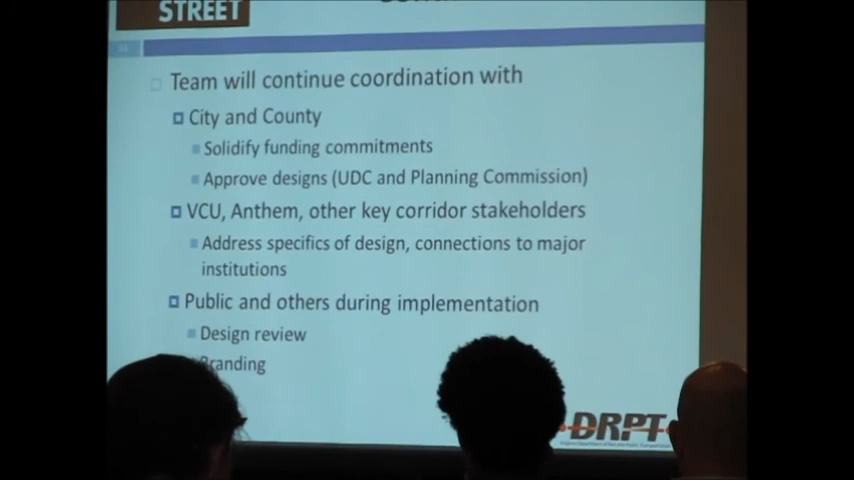 STREET
Team will continue coordination with
City and County
Solidify funding commitments
Approve designs (UDC and Planning Commission)
VCU, Anthem, other key corridor stakeholders
Address specifics of design, connections to major
institutions
Public and others during implementation
Design review
Branding
DRPT